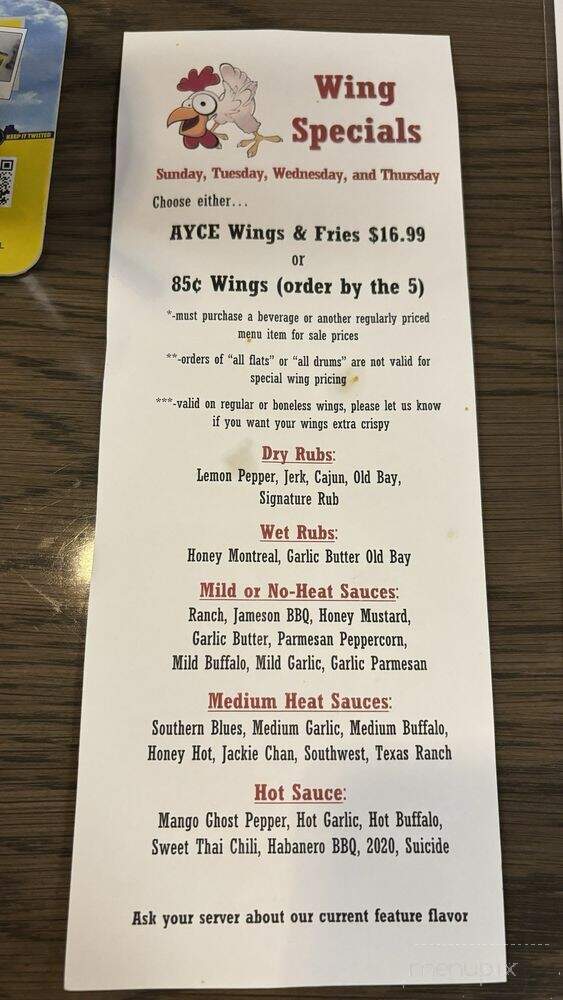 KEEP IT TWISTED
Wing
Specials
Sunday, Tuesday, Wednesday, and Thursday
Choose either...
AYCE Wings & Fries $16.99
or
85¢ Wings (order by the 5)
*-must purchase a beverage or another regularly priced
menu item for sale prices
**-orders of "all flats" or "all drums" are not valid for
special wing pricing
***-valid on regular or boneless wings, please let us know
if you want your wings extra crispy
Dry Rubs:
Lemon Pepper, Jerk, Cajun, Old Bay,
Signature Rub
Wet Rubs:
Honey Montreal, Garlic Butter Old Bay
Mild or No-Heat Sauces:
Ranch, Jameson BBQ, Honey Mustard,
Garlic Butter, Parmesan Peppercorn,
Mild Buffalo, Mild Garlic, Garlic Parmesan
Medium Heat Sauces:
Southern Blues, Medium Garlic, Medium Buffalo,
Honey Hot, Jackie Chan, Southwest, Texas Ranch
Hot Sauce:
Mango Ghost Pepper, Hot Garlic, Hot Buffalo,
Sweet Thai Chili, Habanero BBQ, 2020, Suicide
Ask your server about our current feature flavor
menupix